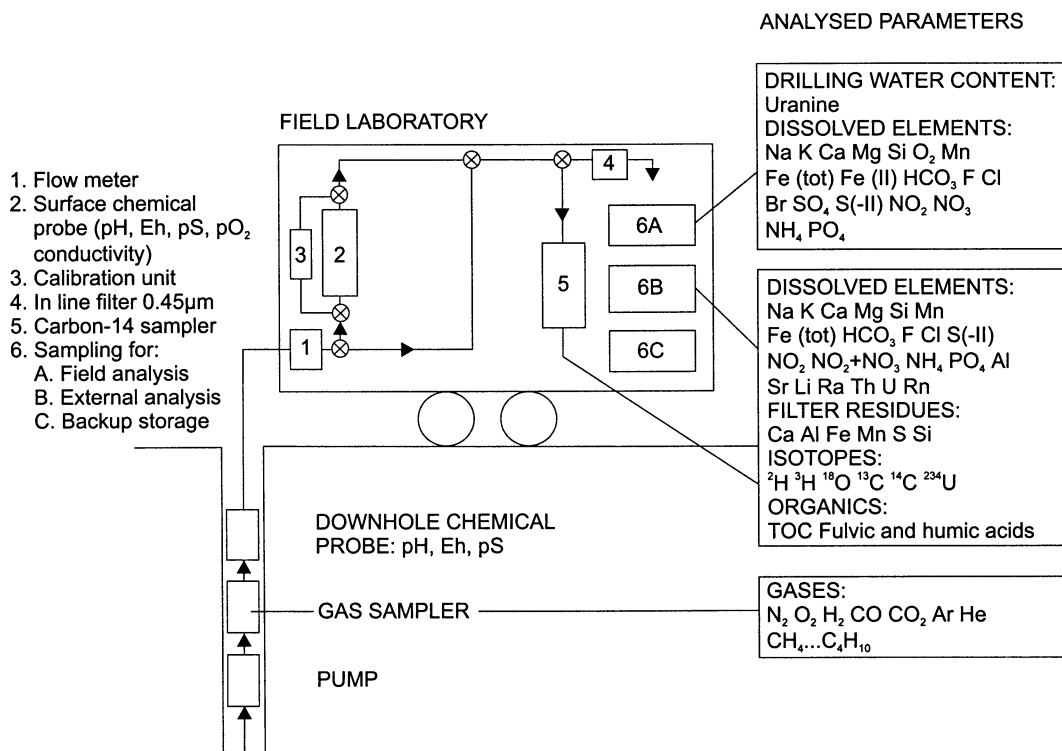 ANALYSED PARAMETERS
DRILLING WATER CONTENT:
Uranine
DISSOLVED ELEMENTS:
Na K Ca Mg Si O₂ Mn
Fe (tot) Fe (II) HCO₃ F Cl
Br SO₄ S(-II) NO₂ NO₃
NH₄ PO₄
FIELD LABORATORY
1. Flow meter
2. Surface chemical
probe (pH, Eh, pS, pO₂
conductivity)
3. Calibration unit
4. In line filter 0.45µm
5. Carbon-14 sampler
6. Sampling for:
A. Field analysis
B. External analysis
C. Backup storage
4
6A
3
2
5
6B
1
6C
DISSOLVED ELEMENTS:
Na K Ca Mg Si Mn
Fe (tot) HCO₃ F Cl S(-II)
NO₂ NO₂+NO₃ NH₄ PO₄ Al
Sr Li Ra Th U Rn
FILTER RESIDUES:
Ca Al Fe Mn S Si
ISOTOPES:
²H ³H ¹⁸O ¹³C ¹⁴C ²³⁴U
ORGANICS:
TOC Fulvic and humic acids
DOWNHOLE CHEMICAL
PROBE: pH, Eh, pS
GAS SAMPLER
PUMP
GASES:
N₂ O₂ H₂ CO CO₂ Ar He
CH₄...C₄H₁₀